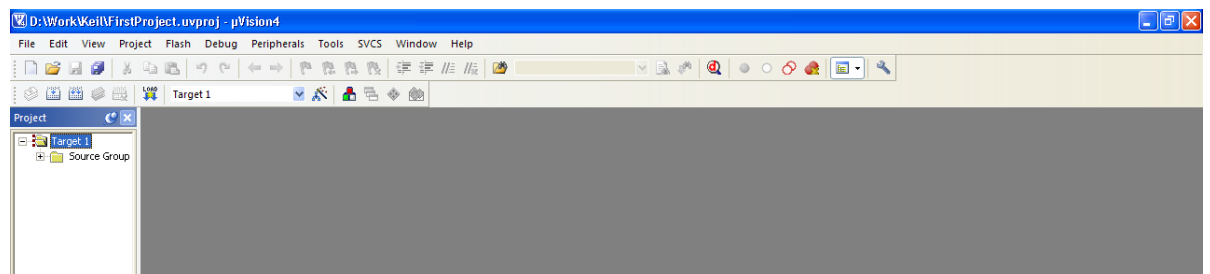 D:\Work\Keil\FirstProject.uvproj - µVision4
File Edit View Project Flash Debug Peripherals Tools SVCS Window Help
LOAD Target 1
Project
Target 1
Source Group